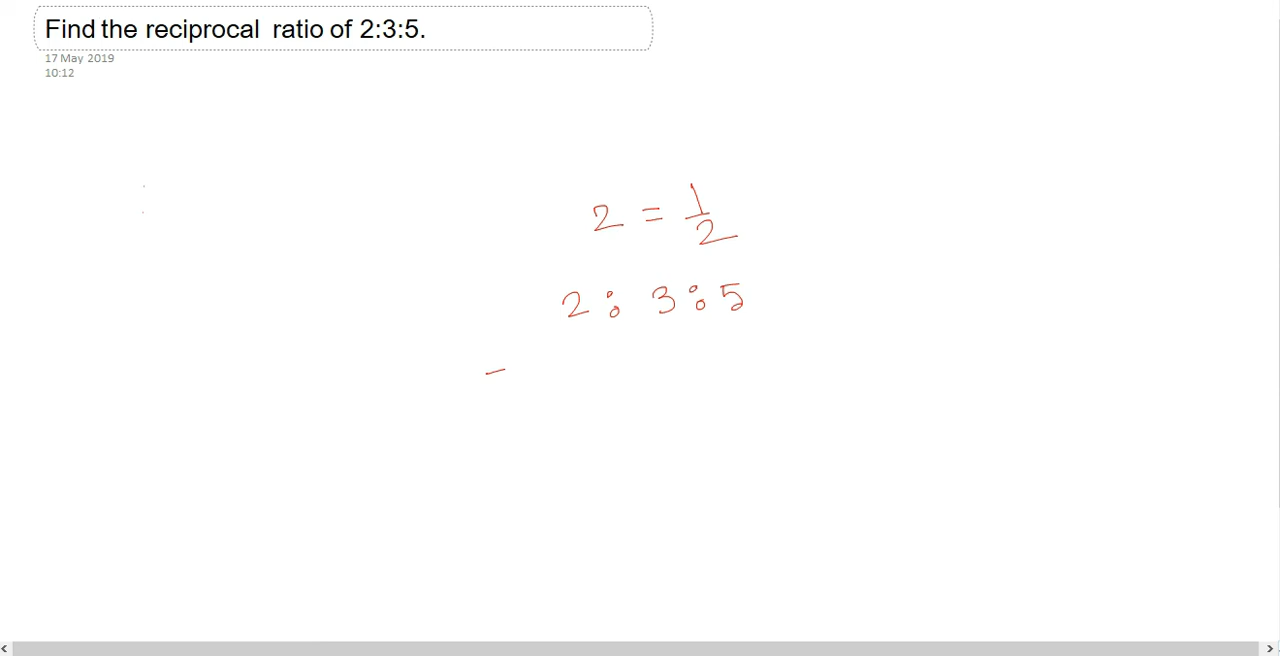 Find the reciprocal ratio of 2:3:5.
17 May 2019
10:12
2 = 1/2
2 : 3 : 5
–